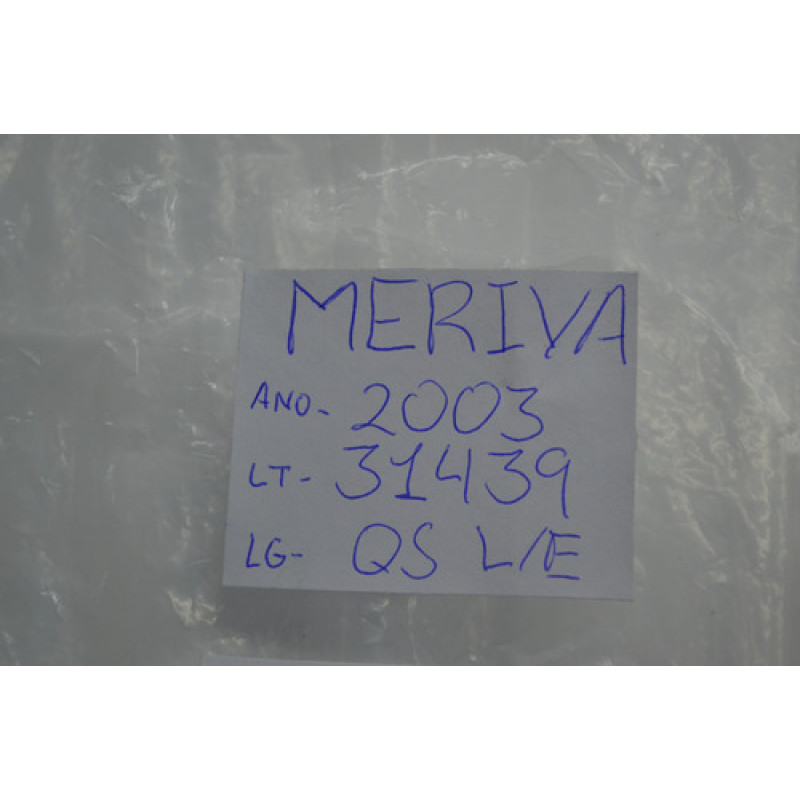 MERIVA
ANO- 2003
LT- 31439
LG- QS L/E